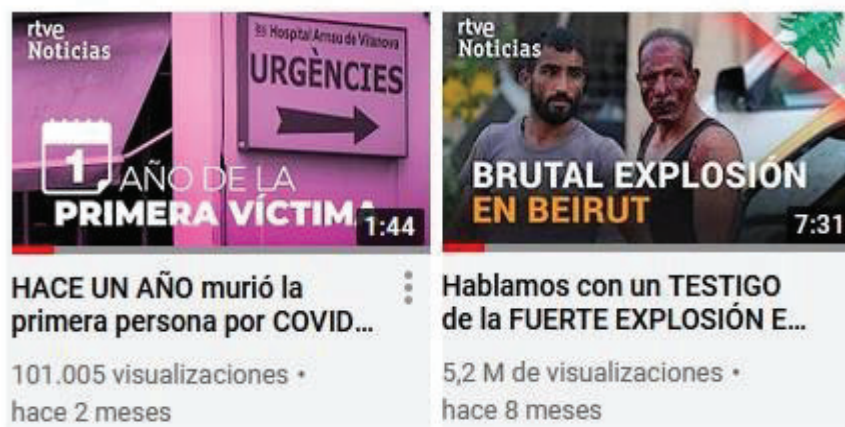 rtve
Noticias
Hospital Arnau de Vilanova
URGÈNCIES
1
AÑO DE LA
PRIMERA VÍCTIMA
1:44
HACE UN AÑO murió la
primera persona por COVID...
101.005 visualizaciones •
hace 2 meses
rtve
Noticias
BRUTAL EXPLOSIÓN
EN BEIRUT
7:31
Hablamos con un TESTIGO
de la FUERTE EXPLOSIÓN E...
5,2 M de visualizaciones •
hace 8 meses